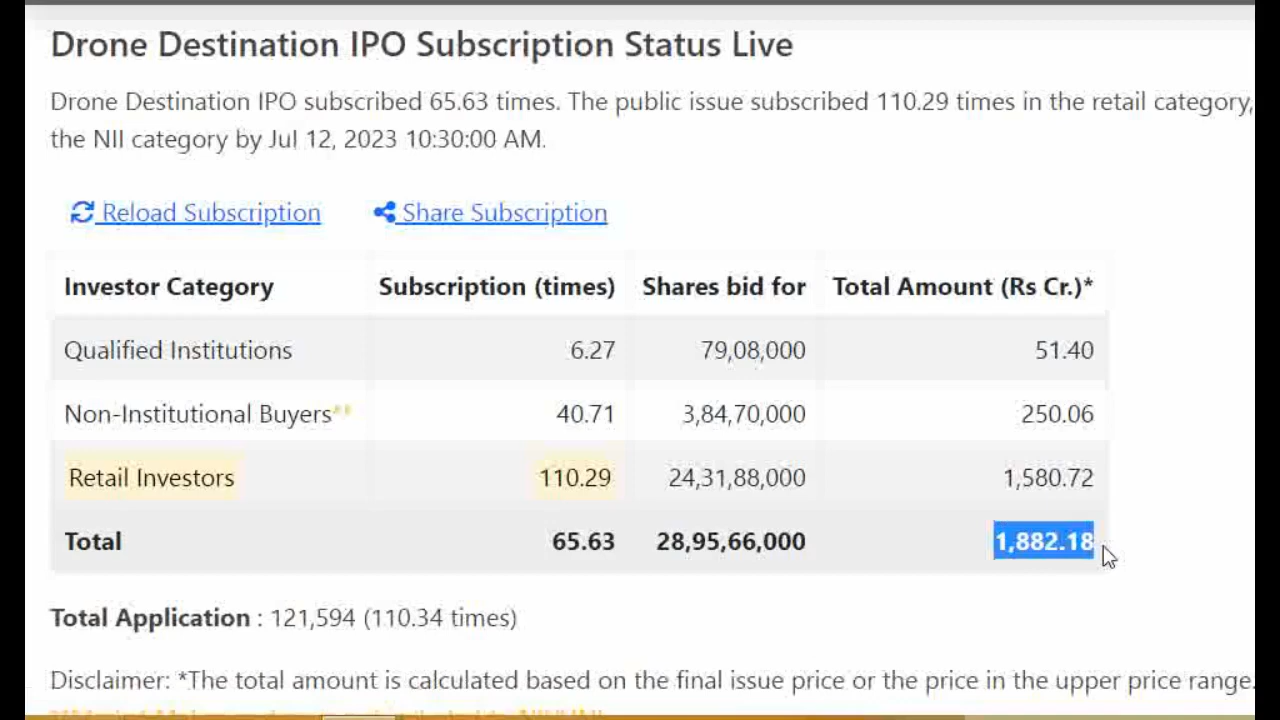 Drone Destination IPO Subscription Status Live
Drone Destination IPO subscribed 65.63 times. The public issue subscribed 110.29 times in the retail category,
the NII category by Jul 12, 2023 10:30:00 AM.
Reload Subscription Share Subscription
Investor Category Subscription (times) Shares bid for Total Amount (Rs Cr.)*
Qualified Institutions 6.27 79,08,000 51.40
Non-Institutional Buyers** 40.71 3,84,70,000 250.06
Retail Investors 110.29 24,31,88,000 1,580.72
Total 65.63 28,95,66,000 1,882.18
Total Application : 121,594 (110.34 times)
Disclaimer: *The total amount is calculated based on the final issue price or the price in the upper price range.